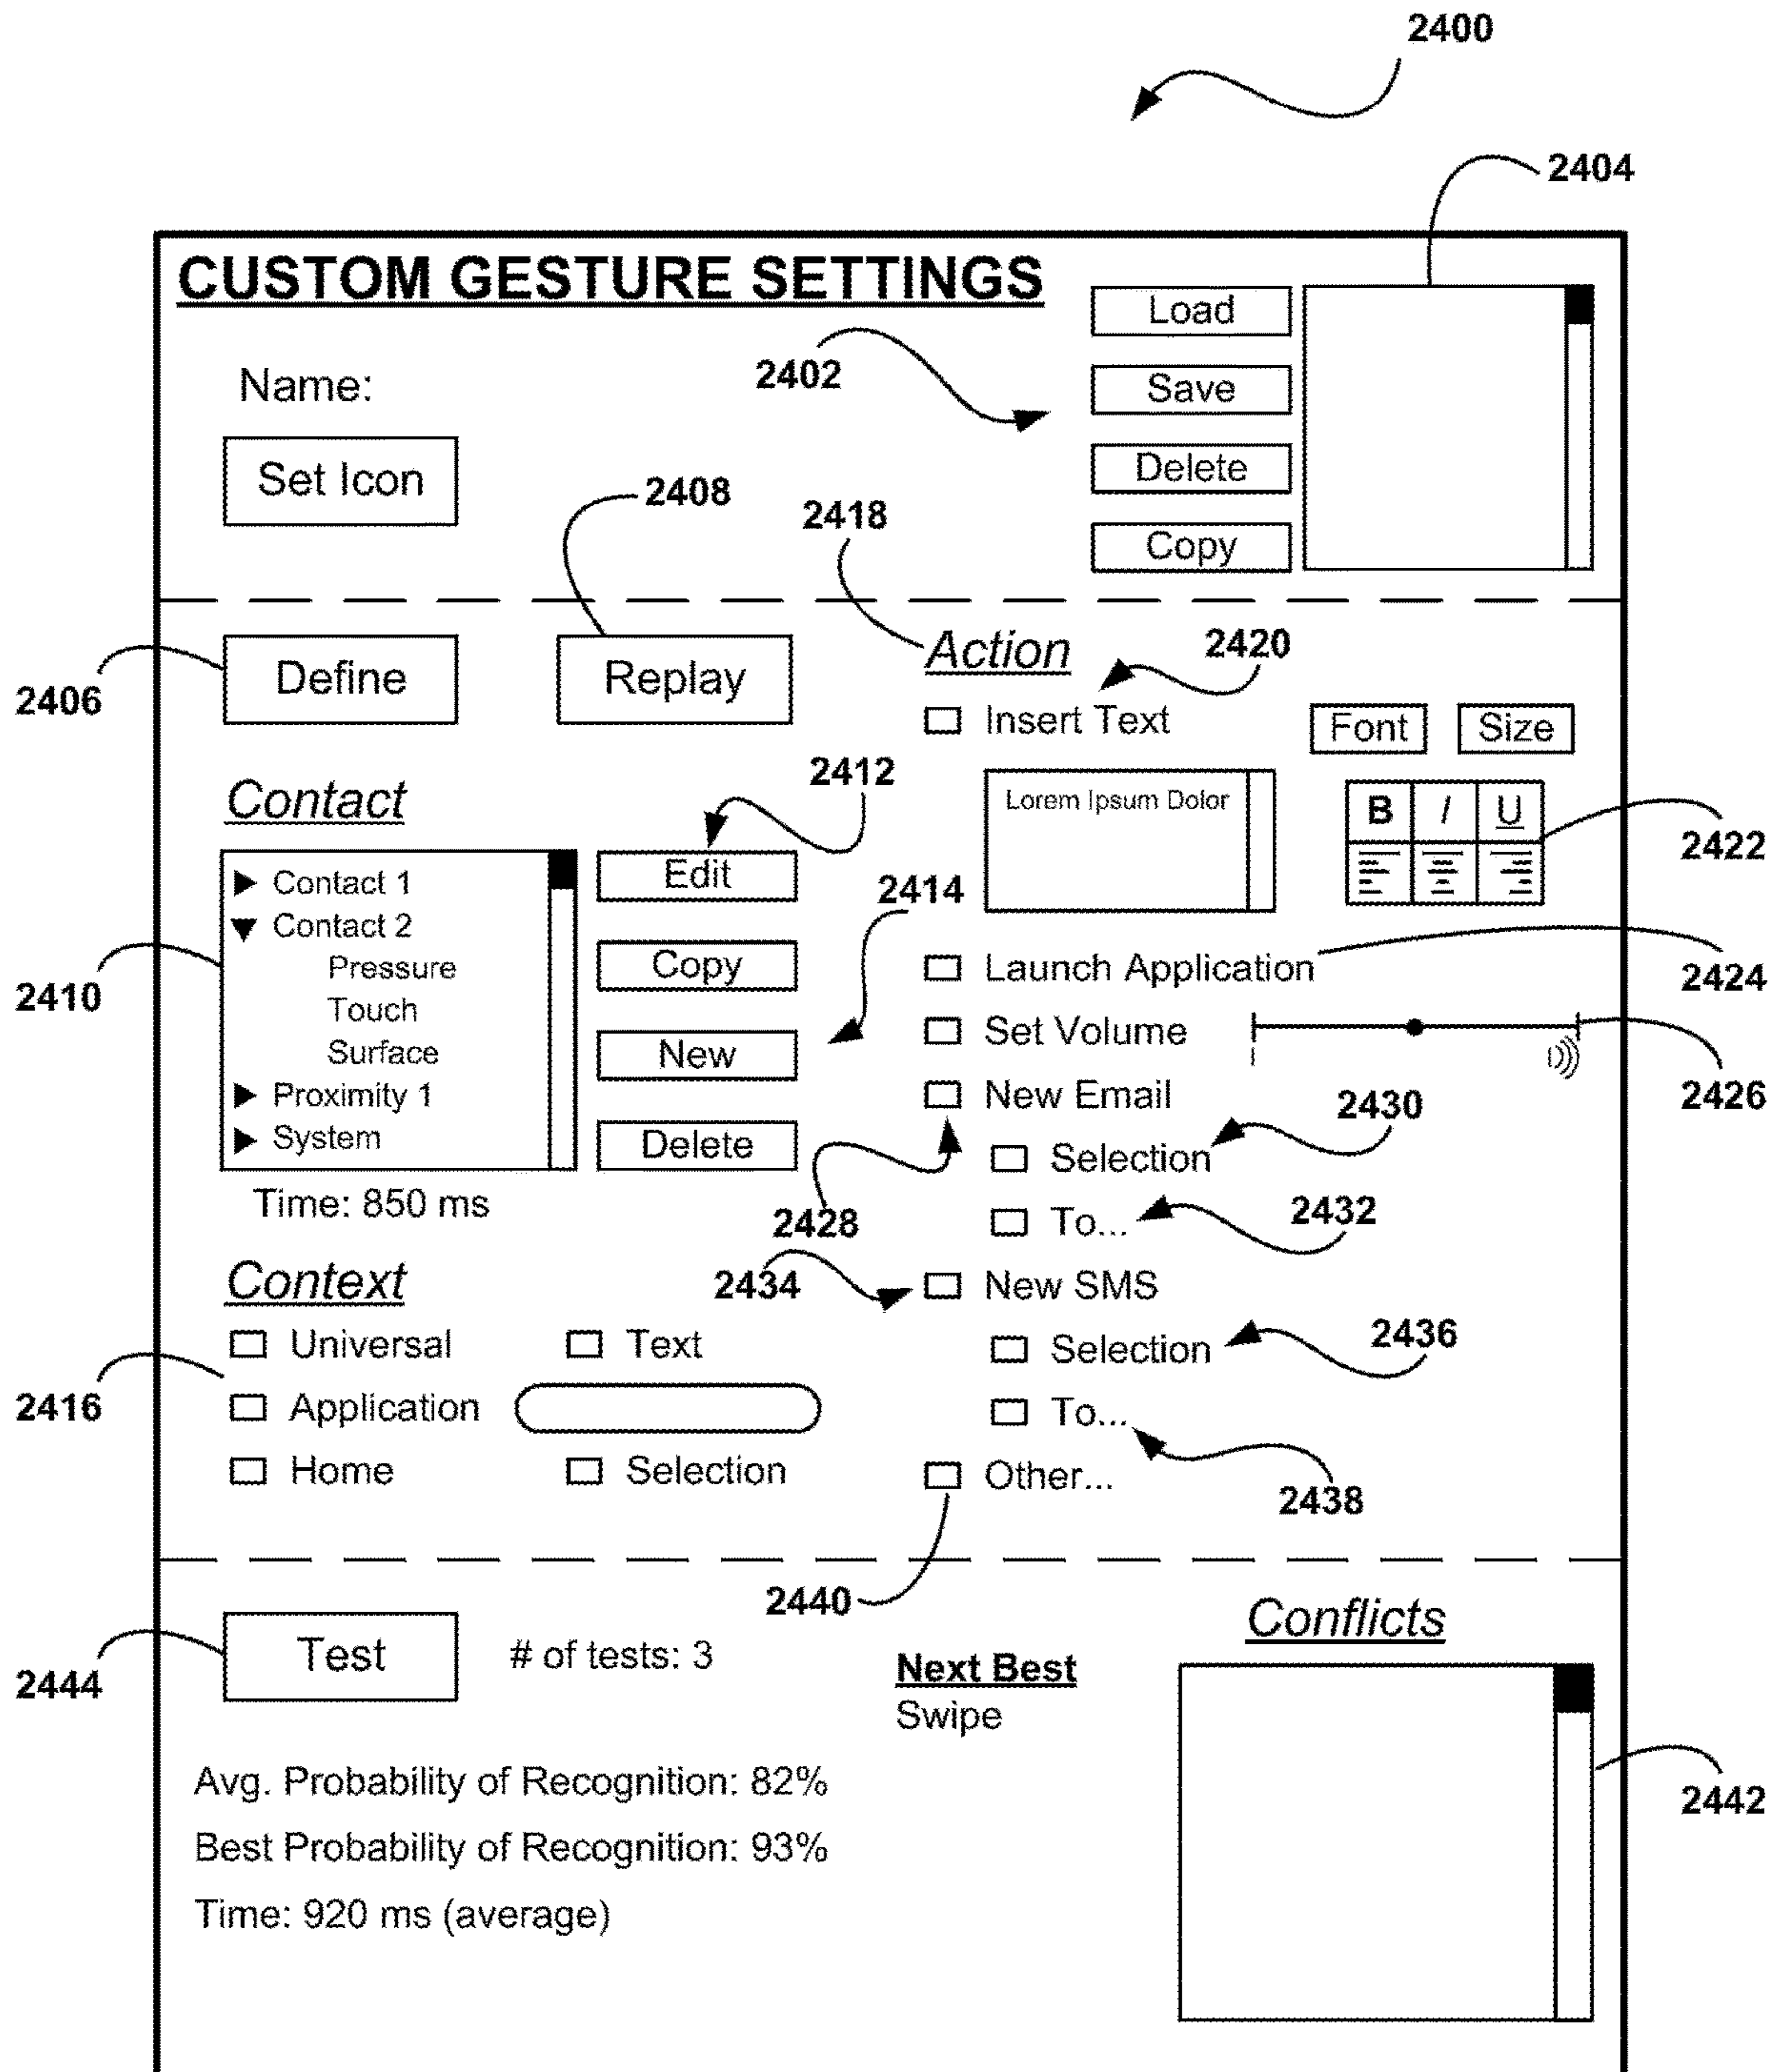 2400
2404
CUSTOM GESTURE SETTINGS
Load
2402
Save
Name:
Delete
Set Icon
2408
2418
Copy
2406
Define
Replay
Action
2420
Insert Text
Font
Size
2412
Contact
Lorem Ipsum Dolor
B I U
2422
Edit
2414
Contact 1
Contact 2
Pressure
Touch
Surface
Proximity 1
System
2410
Copy
New
Delete
Launch Application
2424
Set Volume
2426
New Email
2430
Selection
2428
To...
2432
Time: 850 ms
2434
New SMS
Selection
2436
To...
2438
Other...
2440
Context
Universal
Text
2416
Application
Home
Selection
2444
Test
# of tests: 3
Next Best
Swipe
Conflicts
2442
Avg. Probability of Recognition: 82%
Best Probability of Recognition: 93%
Time: 920 ms (average)